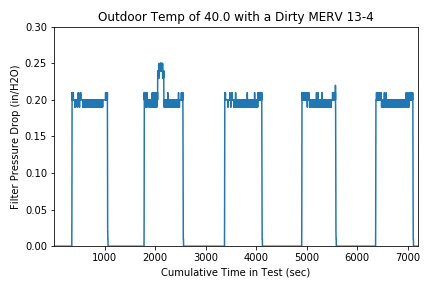 Outdoor Temp of 40.0 with a Dirty MERV 13-4
Filter Pressure Drop (in/H2O)
0.30
0.25
0.20
0.15
0.10
0.05
0.00
1000 2000 3000 4000 5000 6000 7000
Cumulative Time in Test (sec)